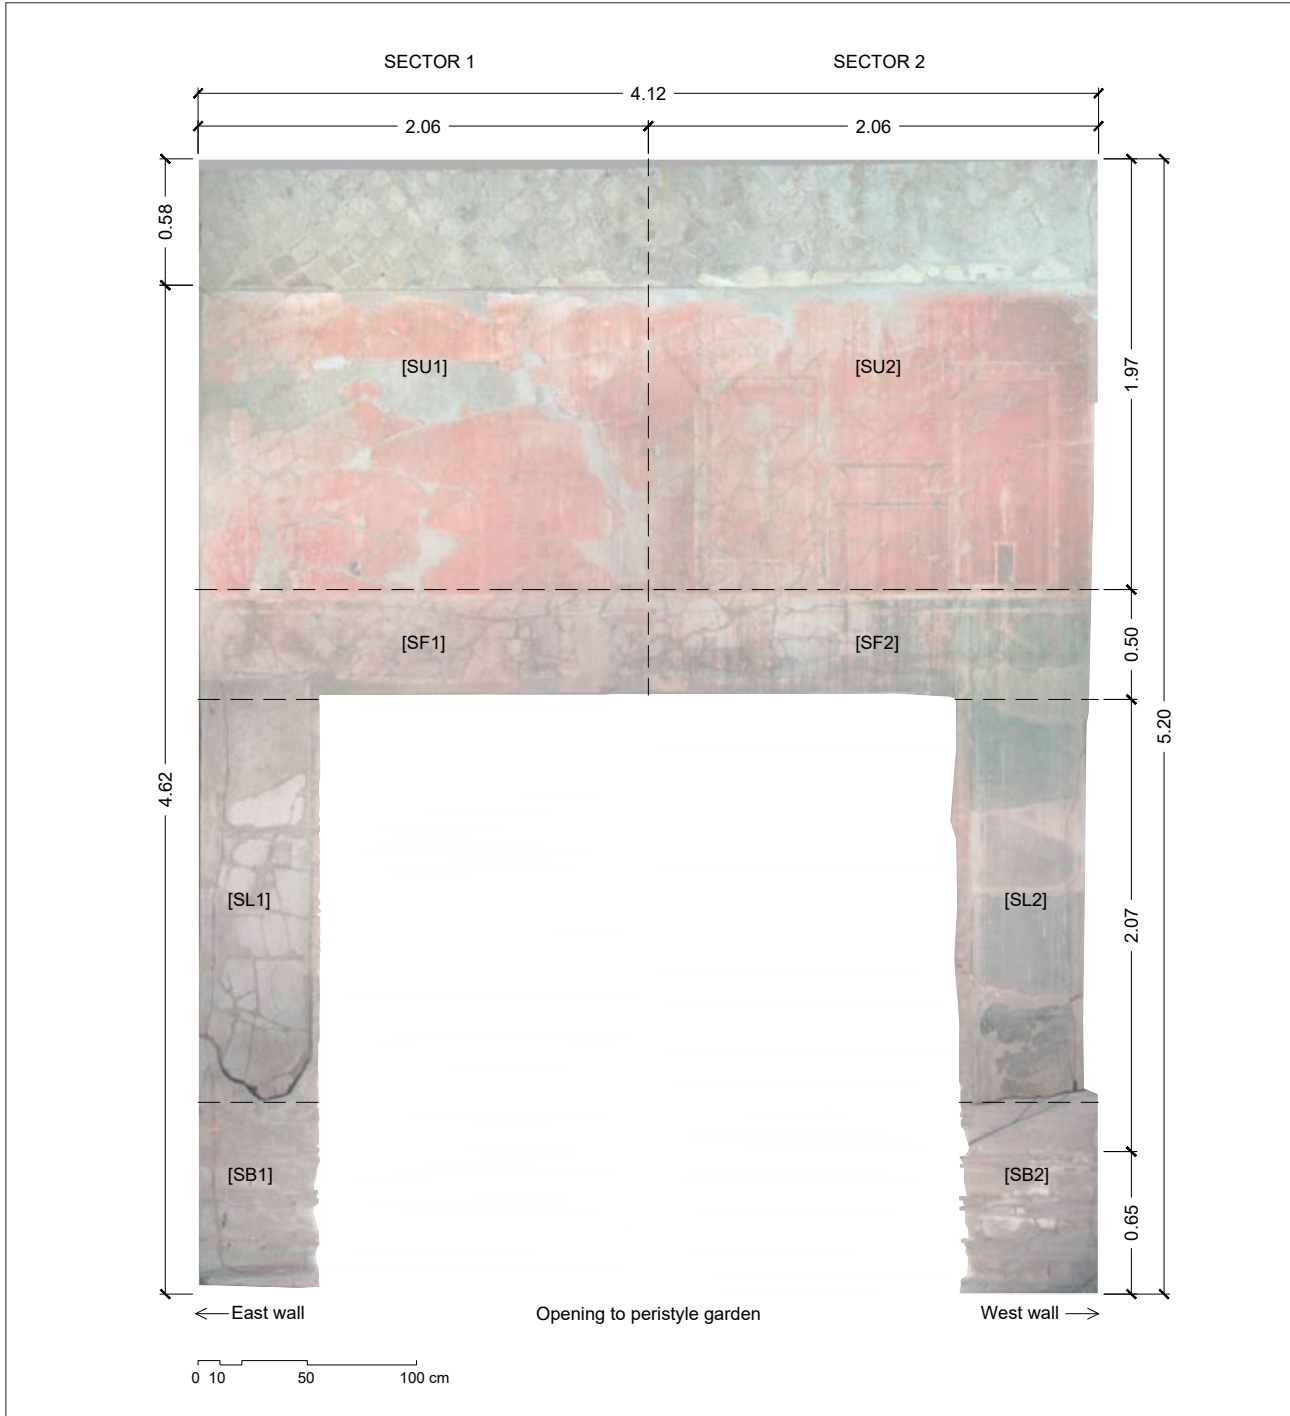 SECTOR 1
SECTOR 2
4.12
2.06
2.06
0.58
[SU1]
[SU2]
1.97
[SF1]
[SF2]
0.50
5.20
4.62
[SL1]
[SL2]
2.07
[SB1]
[SB2]
0.65
East wall
Opening to peristyle garden
West wall
0 10 50 100 cm